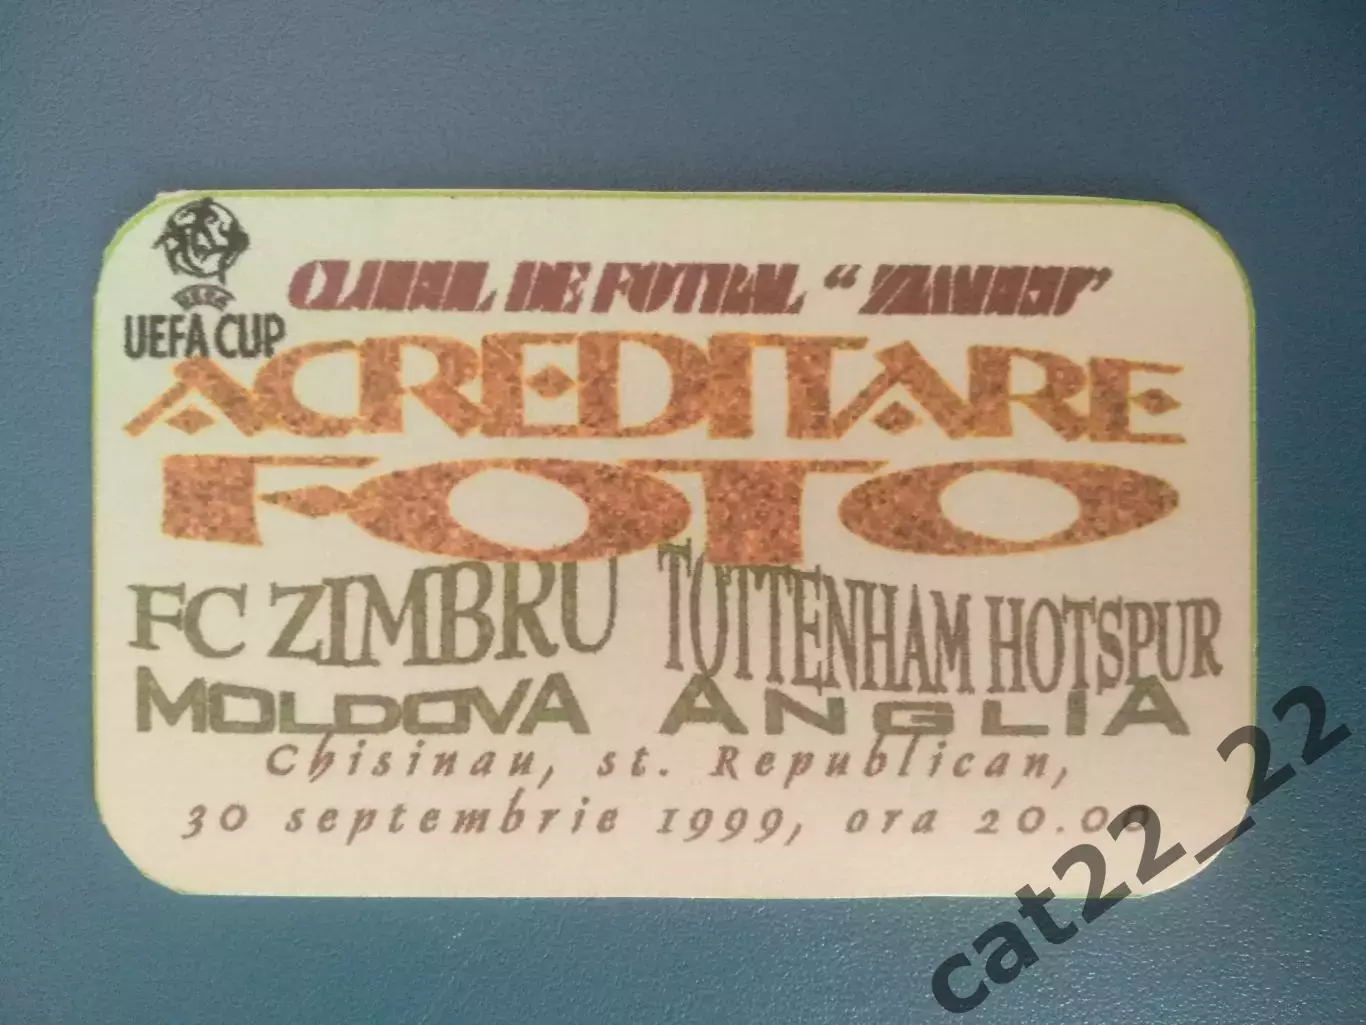 CLUBUL DE FOTBAL "ZIMBRU"
UEFA
UEFA CUP
ACREDITARE
FOTO
FC ZIMBRU TOTTENHAM HOTSPUR
MOLDOVA ANGLIA
Chisinau, st. Republican,
30 septembrie 1999, ora 20.00
cat22_22